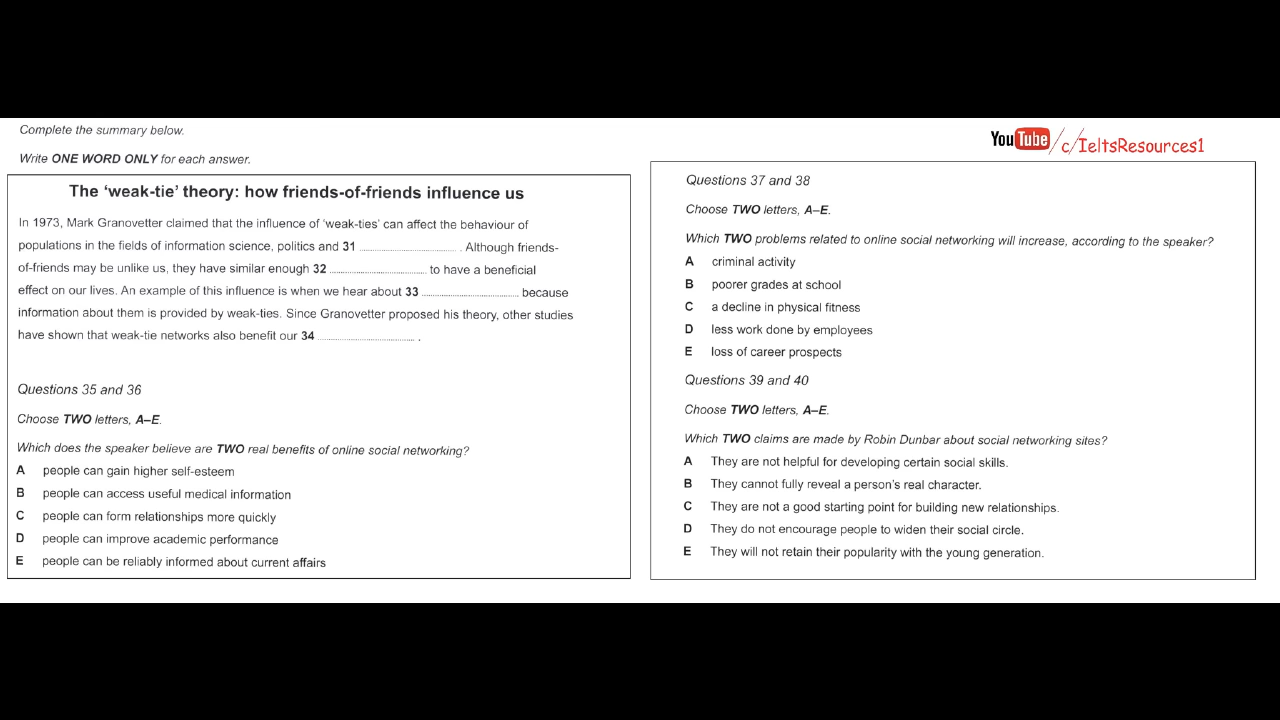 Complete the summary below.
Write ONE WORD ONLY for each answer.
The 'weak-tie' theory: how friends-of-friends influence us
In 1973, Mark Granovetter claimed that the influence of 'weak-ties' can affect the behaviour of
populations in the fields of information science, politics and 31 .............................. . Although friends-
of-friends may be unlike us, they have similar enough 32 .............................. to have a beneficial
effect on our lives. An example of this influence is when we hear about 33 .............................. because
information about them is provided by weak-ties. Since Granovetter proposed his theory, other studies
have shown that weak-tie networks also benefit our 34 .............................. .
Questions 35 and 36
Choose TWO letters, A–E.
Which does the speaker believe are TWO real benefits of online social networking?
A people can gain higher self-esteem
B people can access useful medical information
C people can form relationships more quickly
D people can improve academic performance
E people can be reliably informed about current affairs
YouTube/c/IeltsResources1
Questions 37 and 38
Choose TWO letters, A–E.
Which TWO problems related to online social networking will increase, according to the speaker?
A criminal activity
B poorer grades at school
C a decline in physical fitness
D less work done by employees
E loss of career prospects
Questions 39 and 40
Choose TWO letters, A–E.
Which TWO claims are made by Robin Dunbar about social networking sites?
A They are not helpful for developing certain social skills.
B They cannot fully reveal a person's real character.
C They are not a good starting point for building new relationships.
D They do not encourage people to widen their social circle.
E They will not retain their popularity with the young generation.